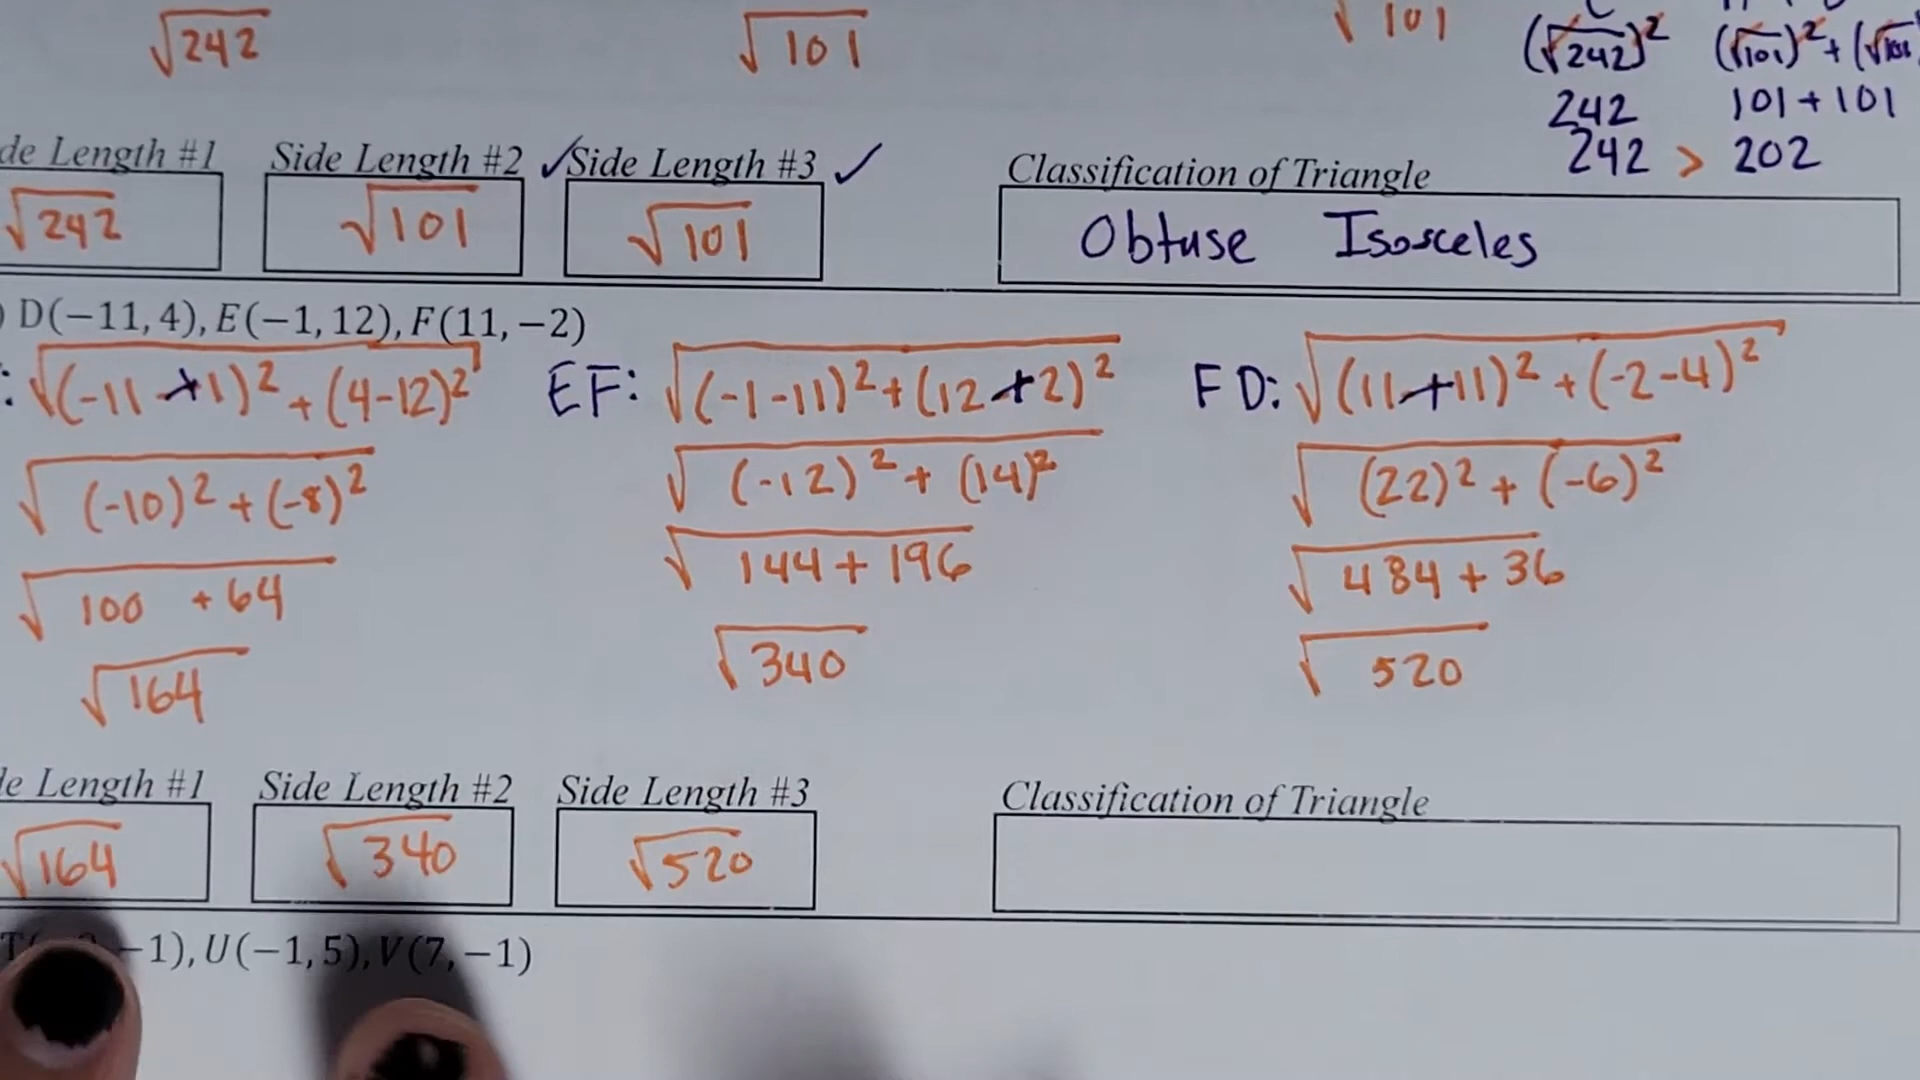 √242 √101 √101
(√242)² (√101)² + (√101
242 101 + 101
242 > 202
de Length #1 Side Length #2 ✓ Side Length #3 ✓ Classification of Triangle
√242 √101 √101 Obtuse Isosceles
) D(−11, 4), E(−1, 12), F(11, −2)
: √(-11+1)² + (4-12)² EF: √(-1-11)² + (12+2)² FD: √(11+11)² + (-2-4)²
√(-10)² + (-8)² √(-12)² + (14)² √(22)² + (-6)²
√100 + 64 √144 + 196 √484 + 36
√164 √340 √520
le Length #1 Side Length #2 Side Length #3 Classification of Triangle
√164 √340 √520
−1), U(−1, 5), V(7, −1)